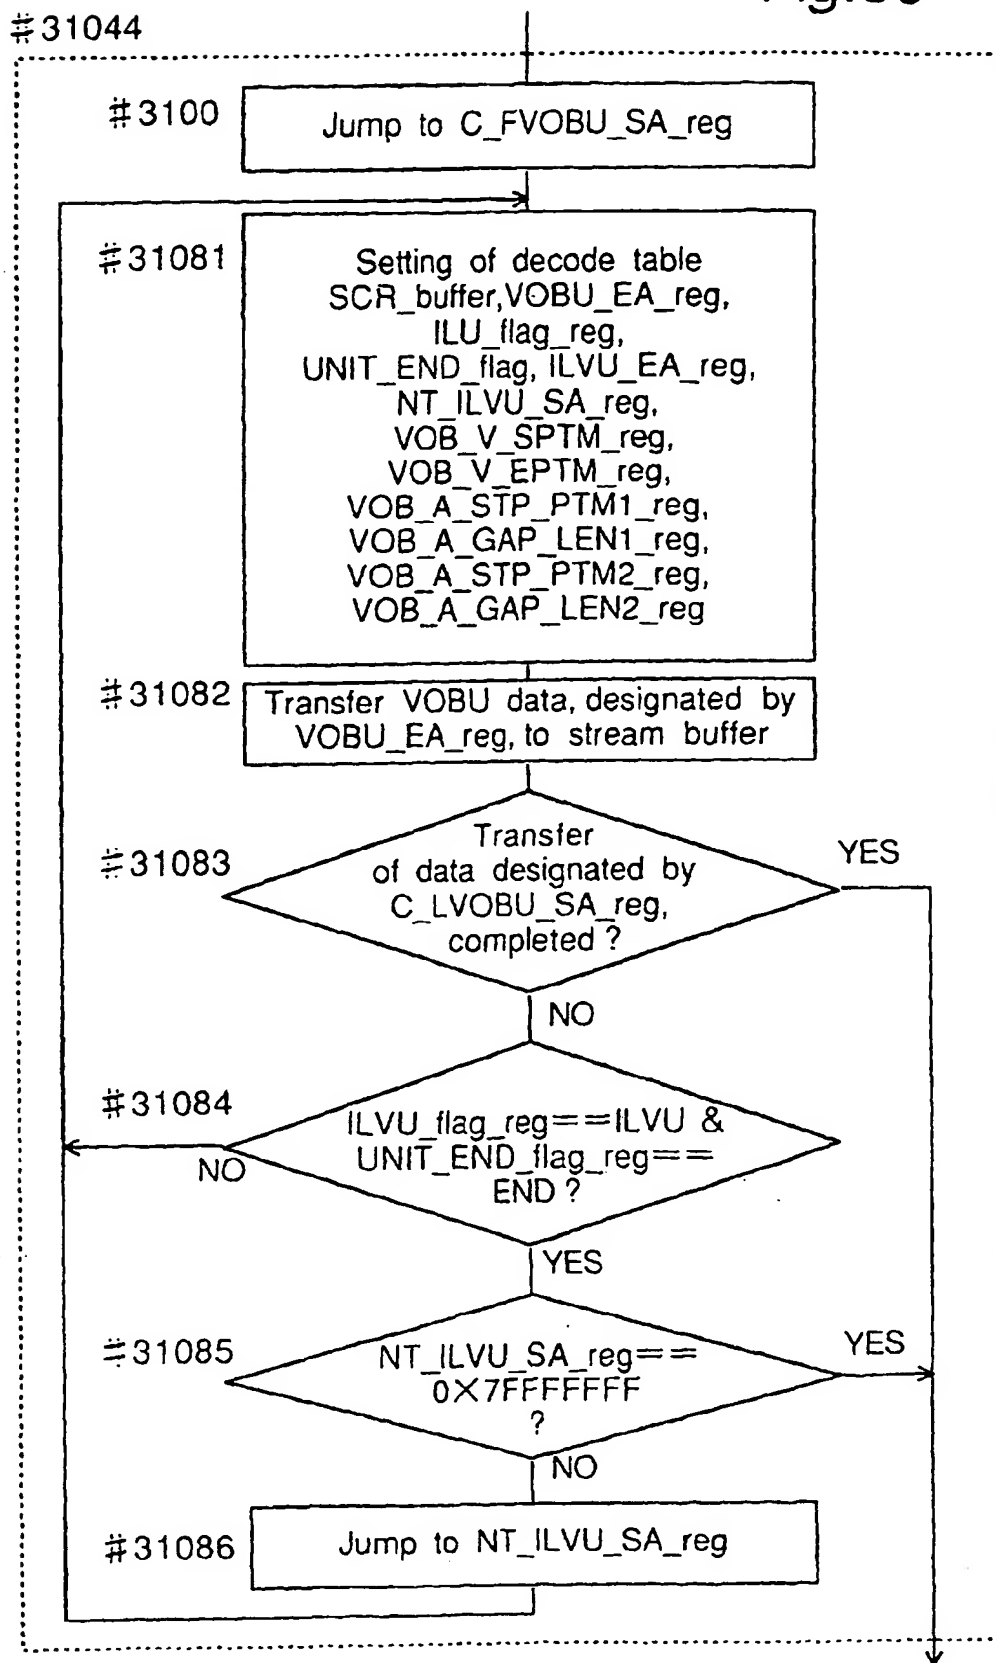 #31044
#3100
Jump to C_FVOBU_SA_reg
#31081
Setting of decode table
SCR_buffer,VOBU_EA_reg,
ILU_flag_reg,
UNIT_END_flag, ILVU_EA_reg,
NT_ILVU_SA_reg,
VOB_V_SPTM_reg,
VOB_V_EPTM_reg,
VOB_A_STP_PTM1_reg,
VOB_A_GAP_LEN1_reg,
VOB_A_STP_PTM2_reg,
VOB_A_GAP_LEN2_reg
#31082
Transfer VOBU data, designated by
VOBU_EA_reg, to stream buffer
#31083
Transfer
of data designated by
C_LVOBU_SA_reg,
completed ?
YES
NO
#31084
ILVU_flag_reg==ILVU &
UNIT_END_flag_reg==
END ?
NO
YES
#31085
NT_ILVU_SA_reg==
0X7FFFFFFF
?
YES
NO
#31086
Jump to NT_ILVU_SA_reg